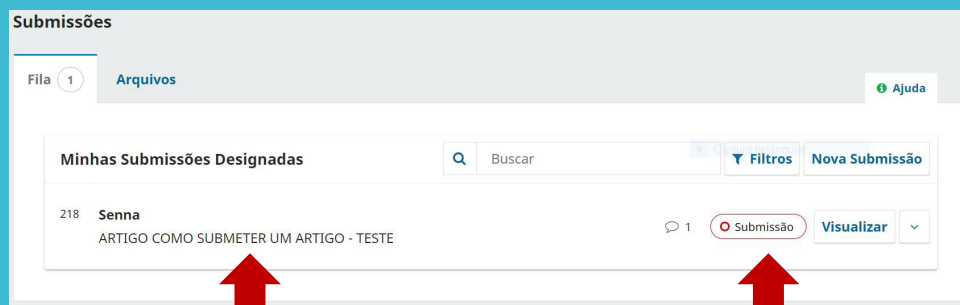 Submissões
Fila 1 Arquivos
Ajuda
Minhas Submissões Designadas Buscar Filtros Nova Submissão
218 Senna 1 Submissão Visualizar
ARTIGO COMO SUBMETER UM ARTIGO - TESTE